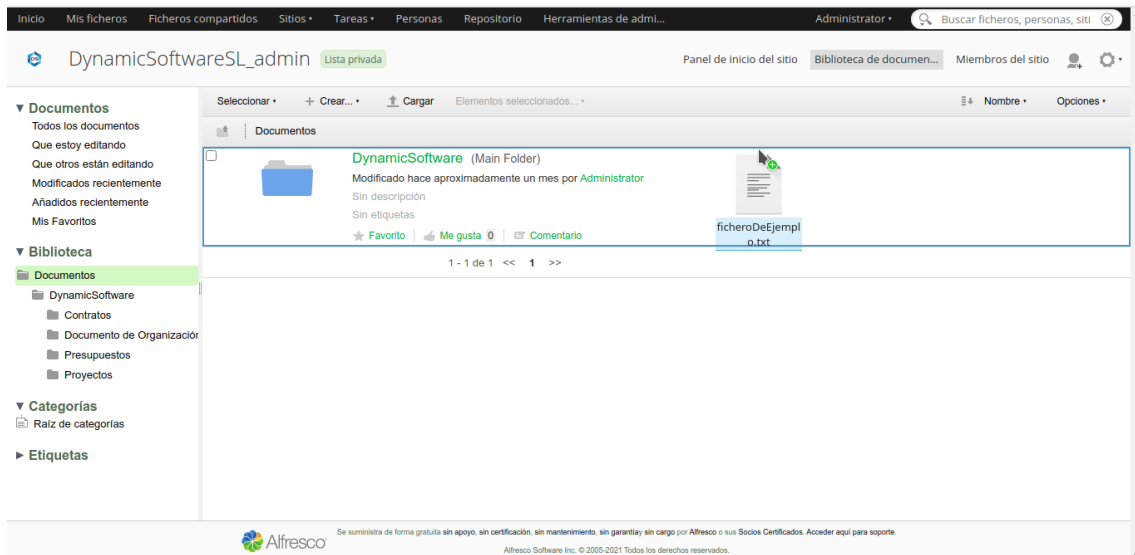 Inicio Mis ficheros Ficheros compartidos Sitios Tareas Personas Repositorio Herramientas de admi... Administrator Buscar ficheros, personas, siti
DynamicSoftwareSL_admin Lista privada Panel de inicio del sitio Biblioteca de documen... Miembros del sitio
Seleccionar + Crear... Cargar Elementos seleccionados... Nombre Opciones
Documentos
Documentos
Todos los documentos
Que estoy editando
Que otros están editando
Modificados recientemente
Añadidos recientemente
Mis Favoritos
Biblioteca
Documentos
DynamicSoftware
Contratos
Documento de Organización
Presupuestos
Proyectos
Categorías
Raíz de categorías
Etiquetas
DynamicSoftware (Main Folder)
Modificado hace aproximadamente un mes por Administrator
Sin descripción
Sin etiquetas
Favorito Me gusta 0 Comentario
ficheroDeEjempl
o.txt
1 - 1 de 1 << 1 >>
Alfresco
Se suministra de forma gratuita sin apoyo, sin certificación, sin mantenimiento, sin garantíay sin cargo por Alfresco o sus Socios Certificados. Acceder aquí para soporte.
Alfresco Software Inc. © 2005-2021 Todos los derechos reservados.